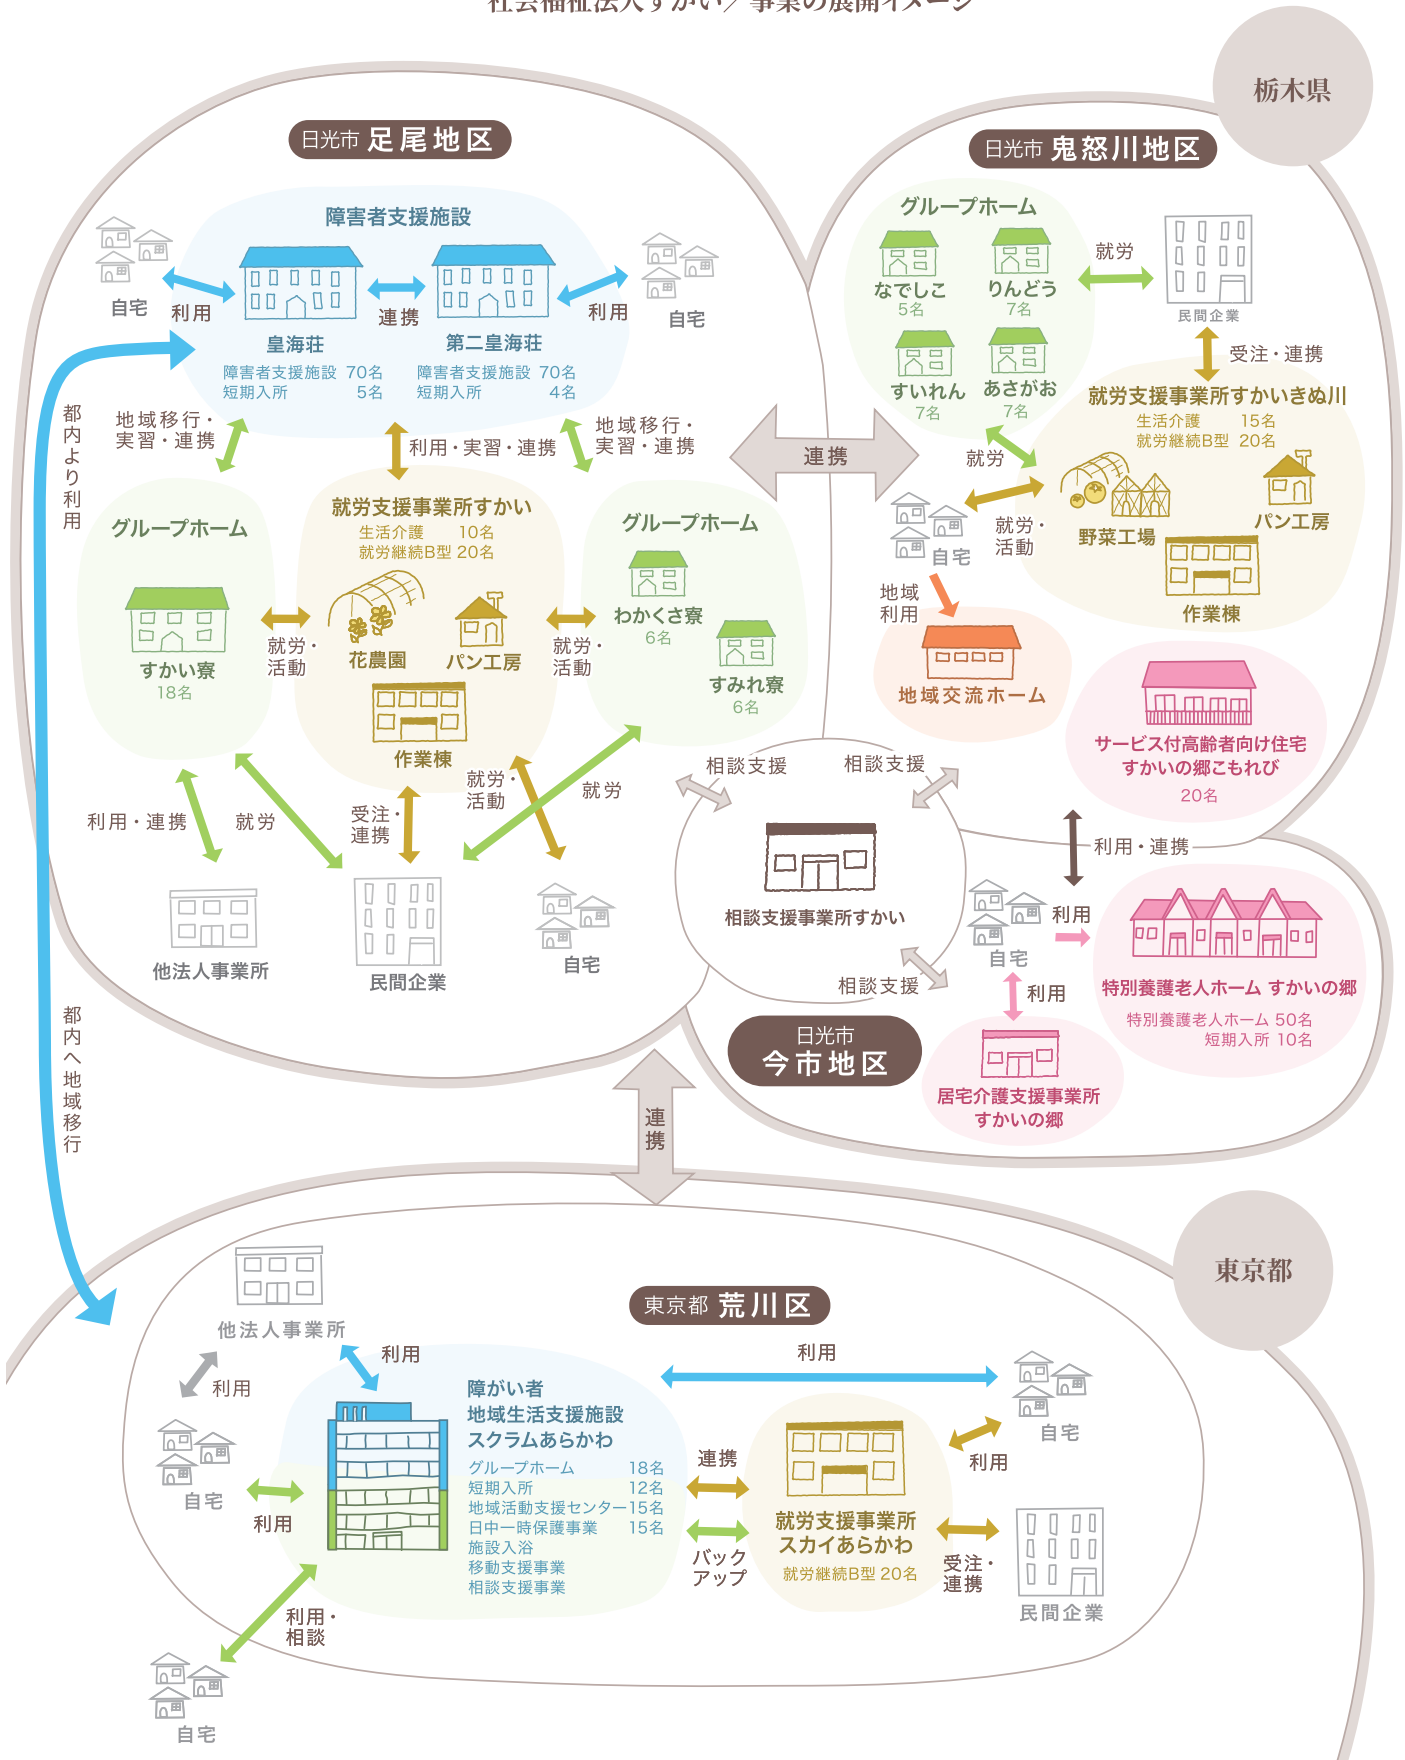 社会福祉法人すかい／事業の展開イメージ
栃木県
日光市 足尾地区
障害者支援施設
自宅
利用
連携
利用
自宅
皇海荘
障害者支援施設 70名
短期入所 5名
第二皇海荘
障害者支援施設 70名
短期入所 4名
都内より利用
地域移行・
実習・連携
利用・実習・連携
地域移行・
実習・連携
グループホーム
すかい寮
18名
就労・
活動
就労支援事業所すかい
生活介護 10名
就労継続B型 20名
花農園
パン工房
作業棟
就労・
活動
グループホーム
わかくさ寮
6名
すみれ寮
6名
利用・連携
就労
受注・
連携
就労・
活動
就労
他法人事業所
民間企業
自宅
都内へ地域移行
連携
日光市 鬼怒川地区
グループホーム
なでしこ
5名
りんどう
7名
すいれん
7名
あさがお
7名
就労
民間企業
受注・連携
就労支援事業所すかいきぬ川
生活介護 15名
就労継続B型 20名
野菜工場
パン工房
作業棟
就労
就労・
活動
自宅
地域
利用
地域交流ホーム
サービス付高齢者向け住宅
すかいの郷こもれび
20名
相談支援
相談支援
相談支援事業所すかい
相談支援
利用・連携
利用
自宅
利用
特別養護老人ホーム すかいの郷
特別養護老人ホーム 50名
短期入所 10名
日光市
今市地区
居宅介護支援事業所
すかいの郷
連携
東京都
東京都 荒川区
他法人事業所
利用
利用
自宅
利用
利用・
相談
自宅
障がい者
地域生活支援施設
スクラムあらかわ
グループホーム 18名
短期入所 12名
地域活動支援センター15名
日中一時保護事業 15名
施設入浴
移動支援事業
相談支援事業
利用
連携
バック
アップ
就労支援事業所
スカイあらかわ
就労継続B型 20名
自宅
利用
受注・
連携
民間企業